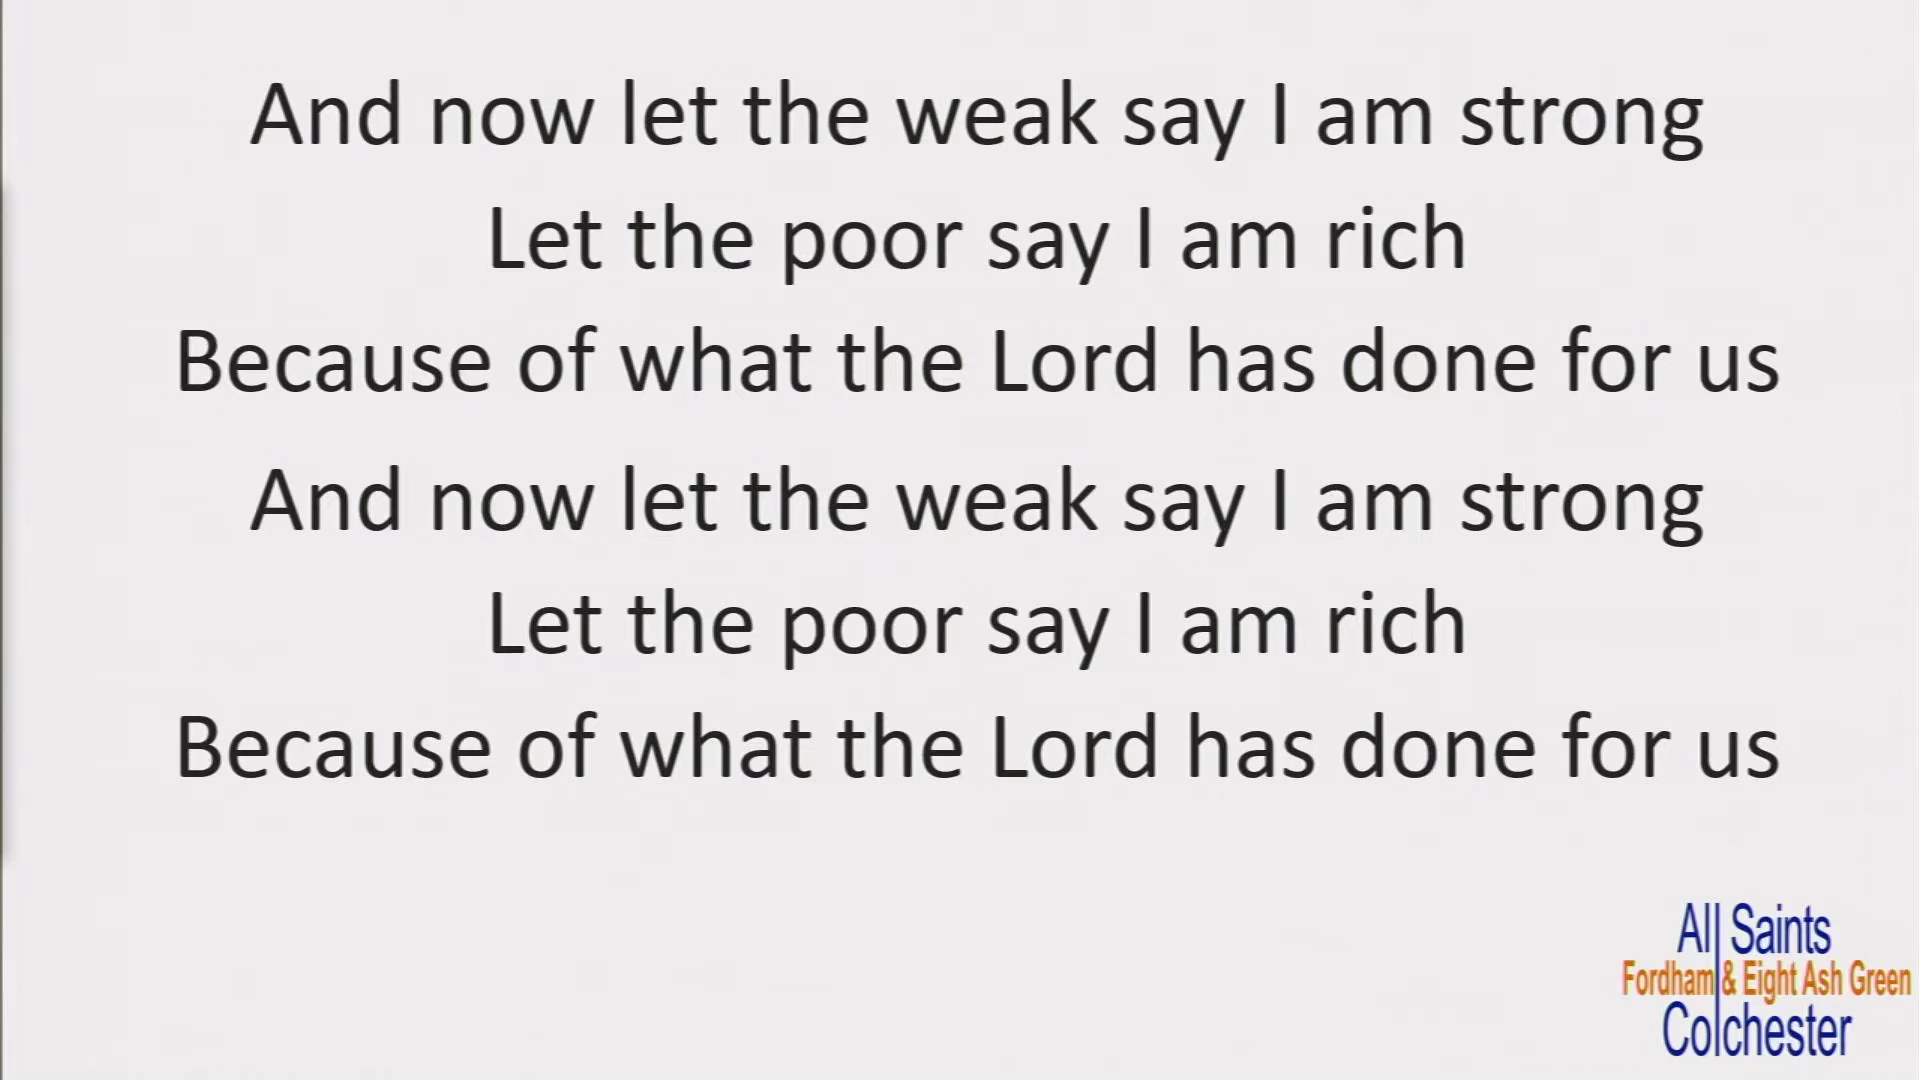 And now let the weak say I am strong
Let the poor say I am rich
Because of what the Lord has done for us
And now let the weak say I am strong
Let the poor say I am rich
Because of what the Lord has done for us
All Saints
Fordham & Eight Ash Green
Colchester